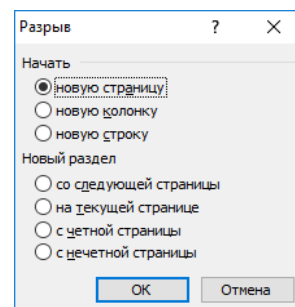 Разрыв ?
Начать
новую страницу
новую колонку
новую строку
Новый раздел
со следующей страницы
на текущей странице
с четной страницы
с нечетной страницы
ОК Отмена